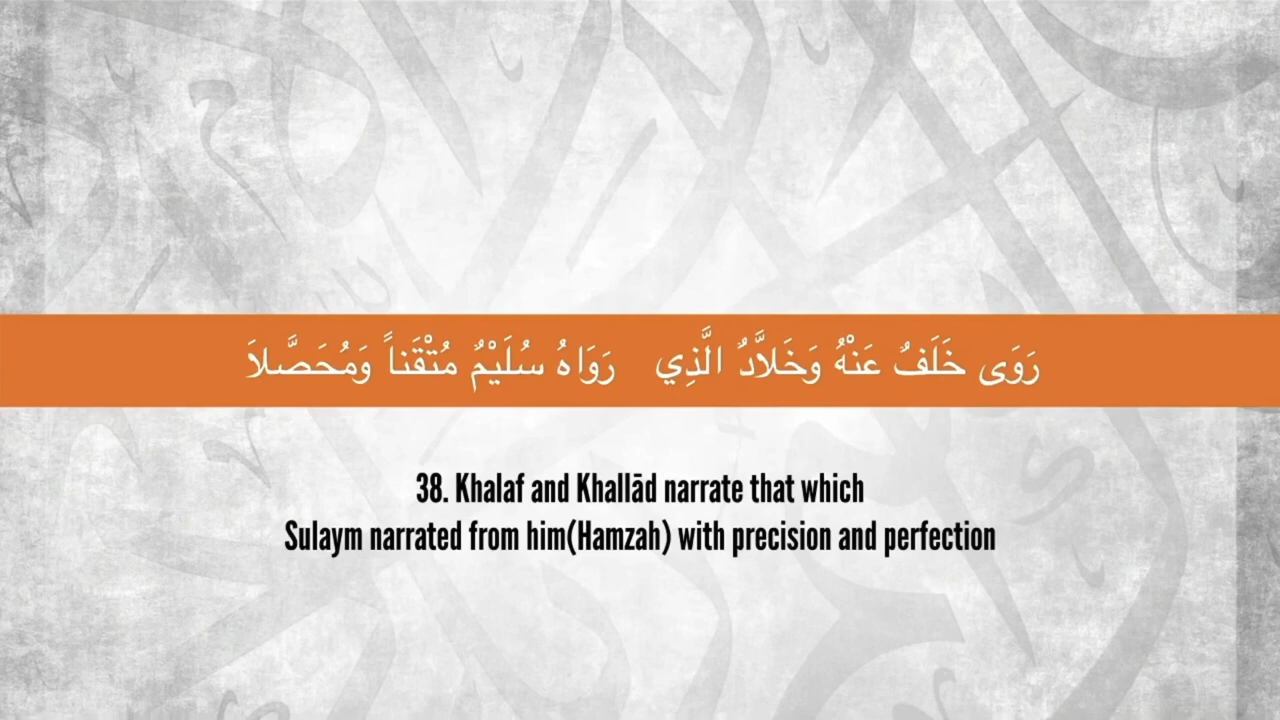 رَوَى خَلَفٌ عَنْهُ وَخَلاَّدٌ الَّذِي رَوَاهُ سُلَيْمٌ مُتْقَناً وَمُحَصَّلاَ
38. Khalaf and Khallād narrate that which
Sulaym narrated from him(Hamzah) with precision and perfection